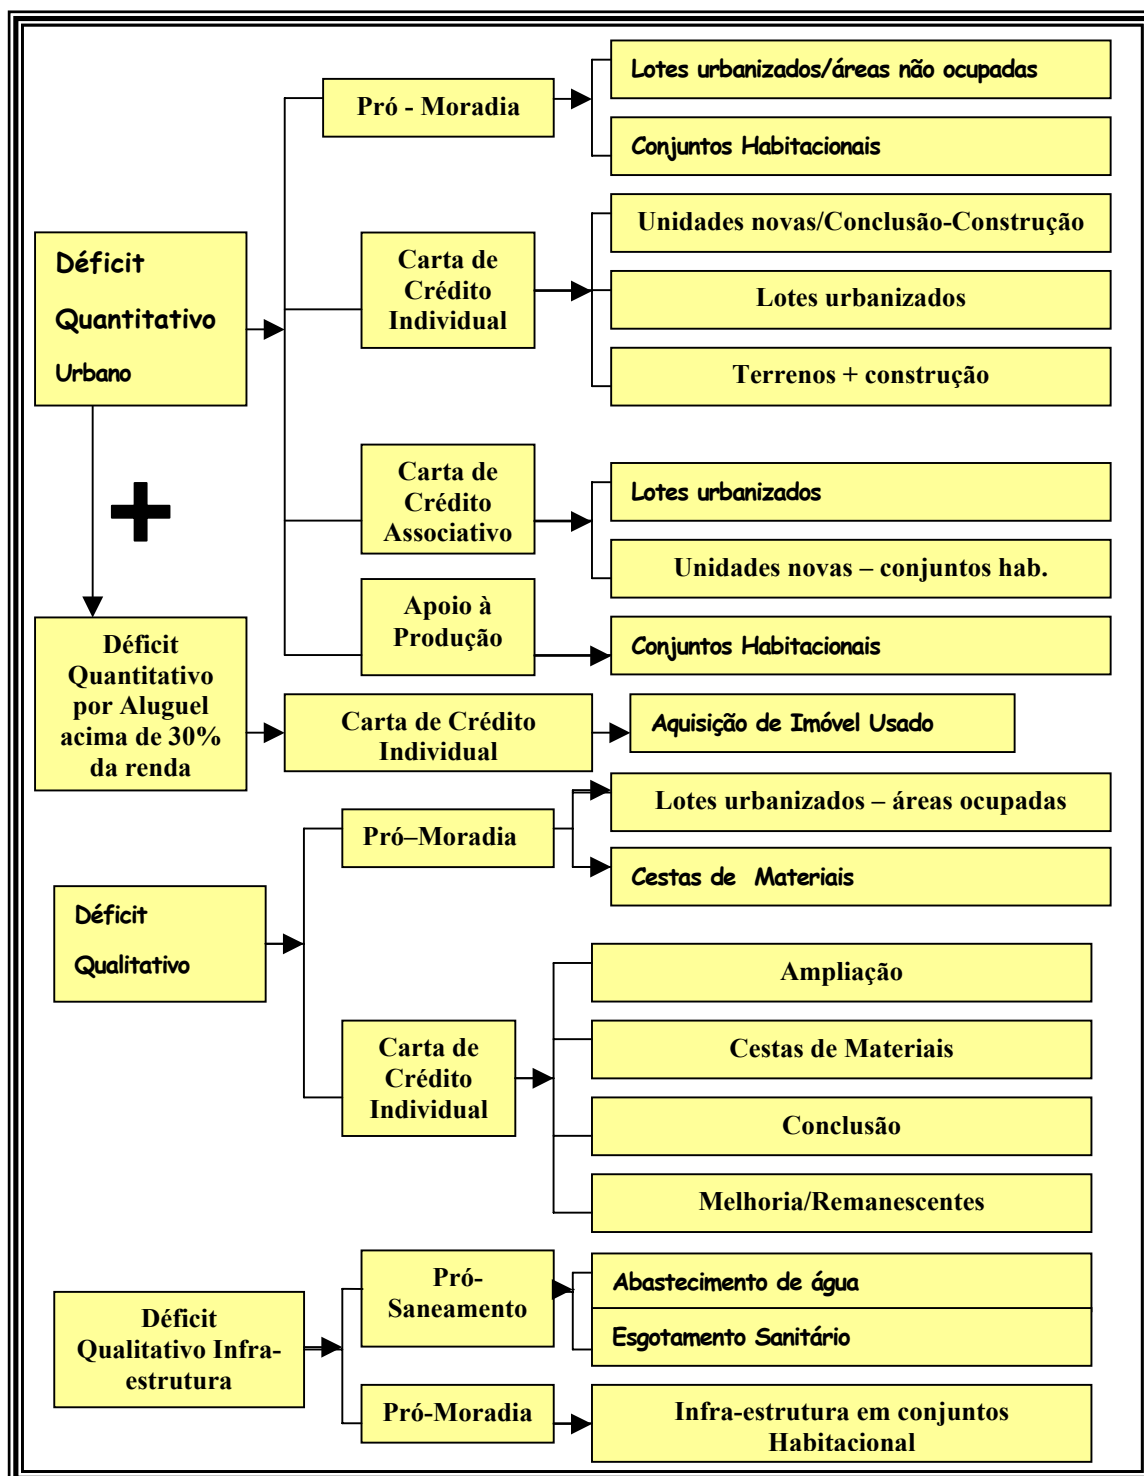 Déficit
Quantitativo
Urbano
Pró - Moradia
Lotes urbanizados/áreas não ocupadas
Conjuntos Habitacionais
Carta de
Crédito
Individual
Unidades novas/Conclusão-Construção
Lotes urbanizados
Terrenos + construção
Carta de
Crédito
Associativo
Lotes urbanizados
Unidades novas – conjuntos hab.
Apoio à
Produção
Conjuntos Habitacionais
Déficit
Quantitativo
por Aluguel
acima de 30%
da renda
Carta de Crédito
Individual
Aquisição de Imóvel Usado
Déficit
Qualitativo
Pró–Moradia
Lotes urbanizados – áreas ocupadas
Cestas de Materiais
Carta de
Crédito
Individual
Ampliação
Cestas de Materiais
Conclusão
Melhoria/Remanescentes
Déficit
Qualitativo Infra-
estrutura
Pró-
Saneamento
Abastecimento de água
Esgotamento Sanitário
Pró-Moradia
Infra-estrutura em conjuntos
Habitacional